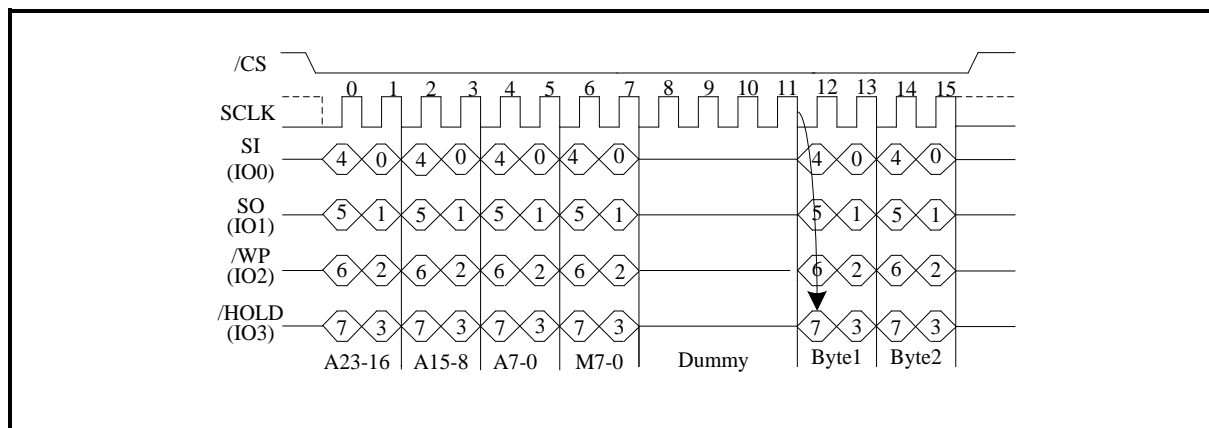 /CS
0 1 2 3 4 5 6 7 8 9 10 11 12 13 14 15
SCLK
SI
(IO0)
4 0 4 0 4 0 4 0 4 0 4 0
SO
(IO1)
5 1 5 1 5 1 5 1 5 1 5 1
/WP
(IO2)
6 2 6 2 6 2 6 2 6 2 6 2
/HOLD
(IO3)
7 3 7 3 7 3 7 3 7 3 7 3
A23-16 A15-8 A7-0 M7-0 Dummy Byte1 Byte2